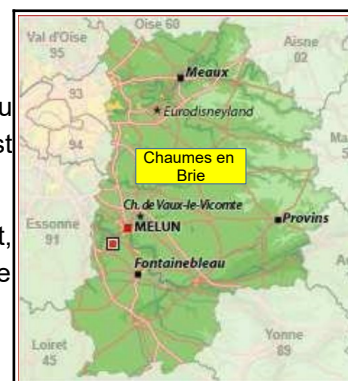 Oise 60
Val d'Oise
95
Aisne
02
Meaux
93
Eurodisneyland
u
st
94
Chaumes en
Brie
Ch. de Vaux-le-Vicomte
MELUN
Provins
Essonne
91
t,
e
Fontainebleau
Yonne
89
Loiret
45